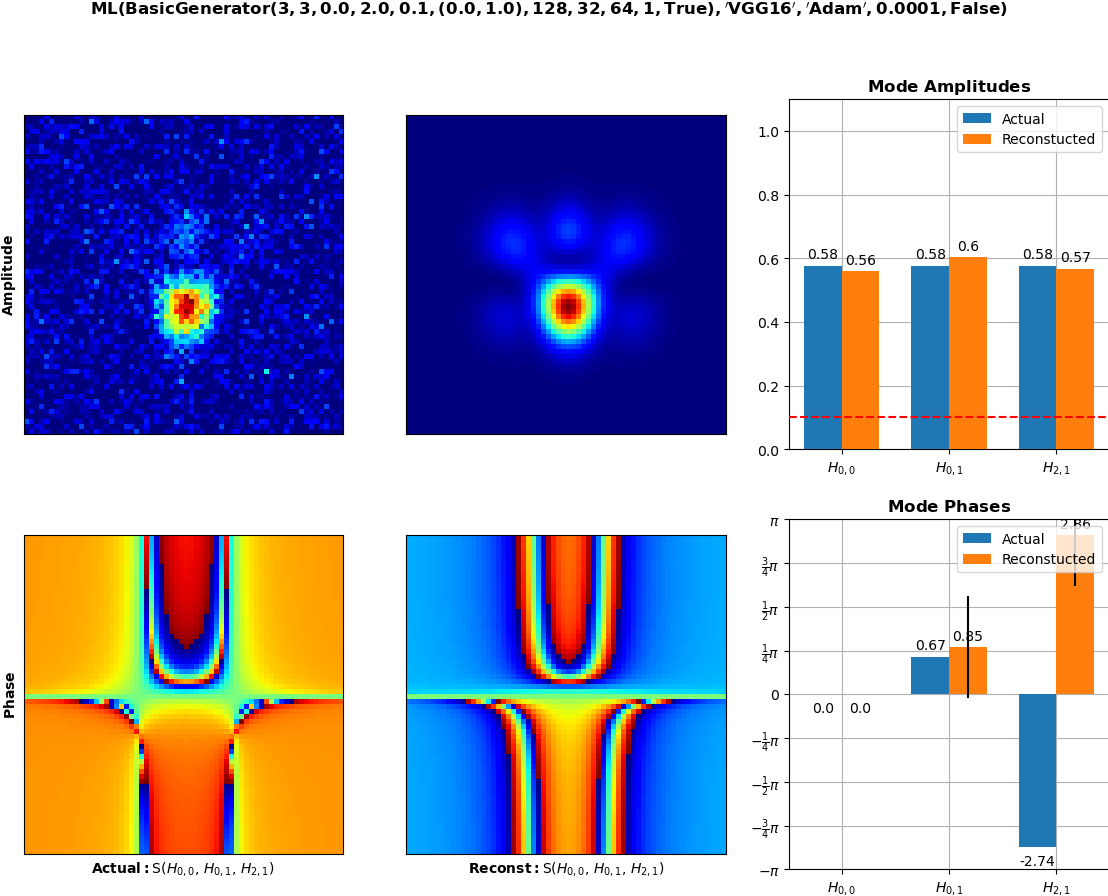 ML(BasicGenerator(3, 3, 0.0, 2.0, 0.1, (0.0, 1.0), 128, 32, 64, 1, True), ′VGG16′, ′Adam′, 0.0001, False)
Amplitude
Mode Amplitudes
Actual
Reconstucted
1.0
0.8
0.6
0.4
0.2
0.0
0.58 0.56 0.58 0.6 0.58 0.57
H0,0 H0,1 H2,1
Phase
Actual: S(H0,0, H0,1, H2,1)
Reconst: S(H0,0, H0,1, H2,1)
Mode Phases
Actual
Reconstucted
π
3/4π
1/2π
1/4π
0
−1/4π
−1/2π
−3/4π
−π
0.0 0.0 0.67 0.85 -2.74 2.86
H0,0 H0,1 H2,1